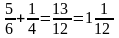 5/6 + 1/4 = 13/12 = 1 1/12